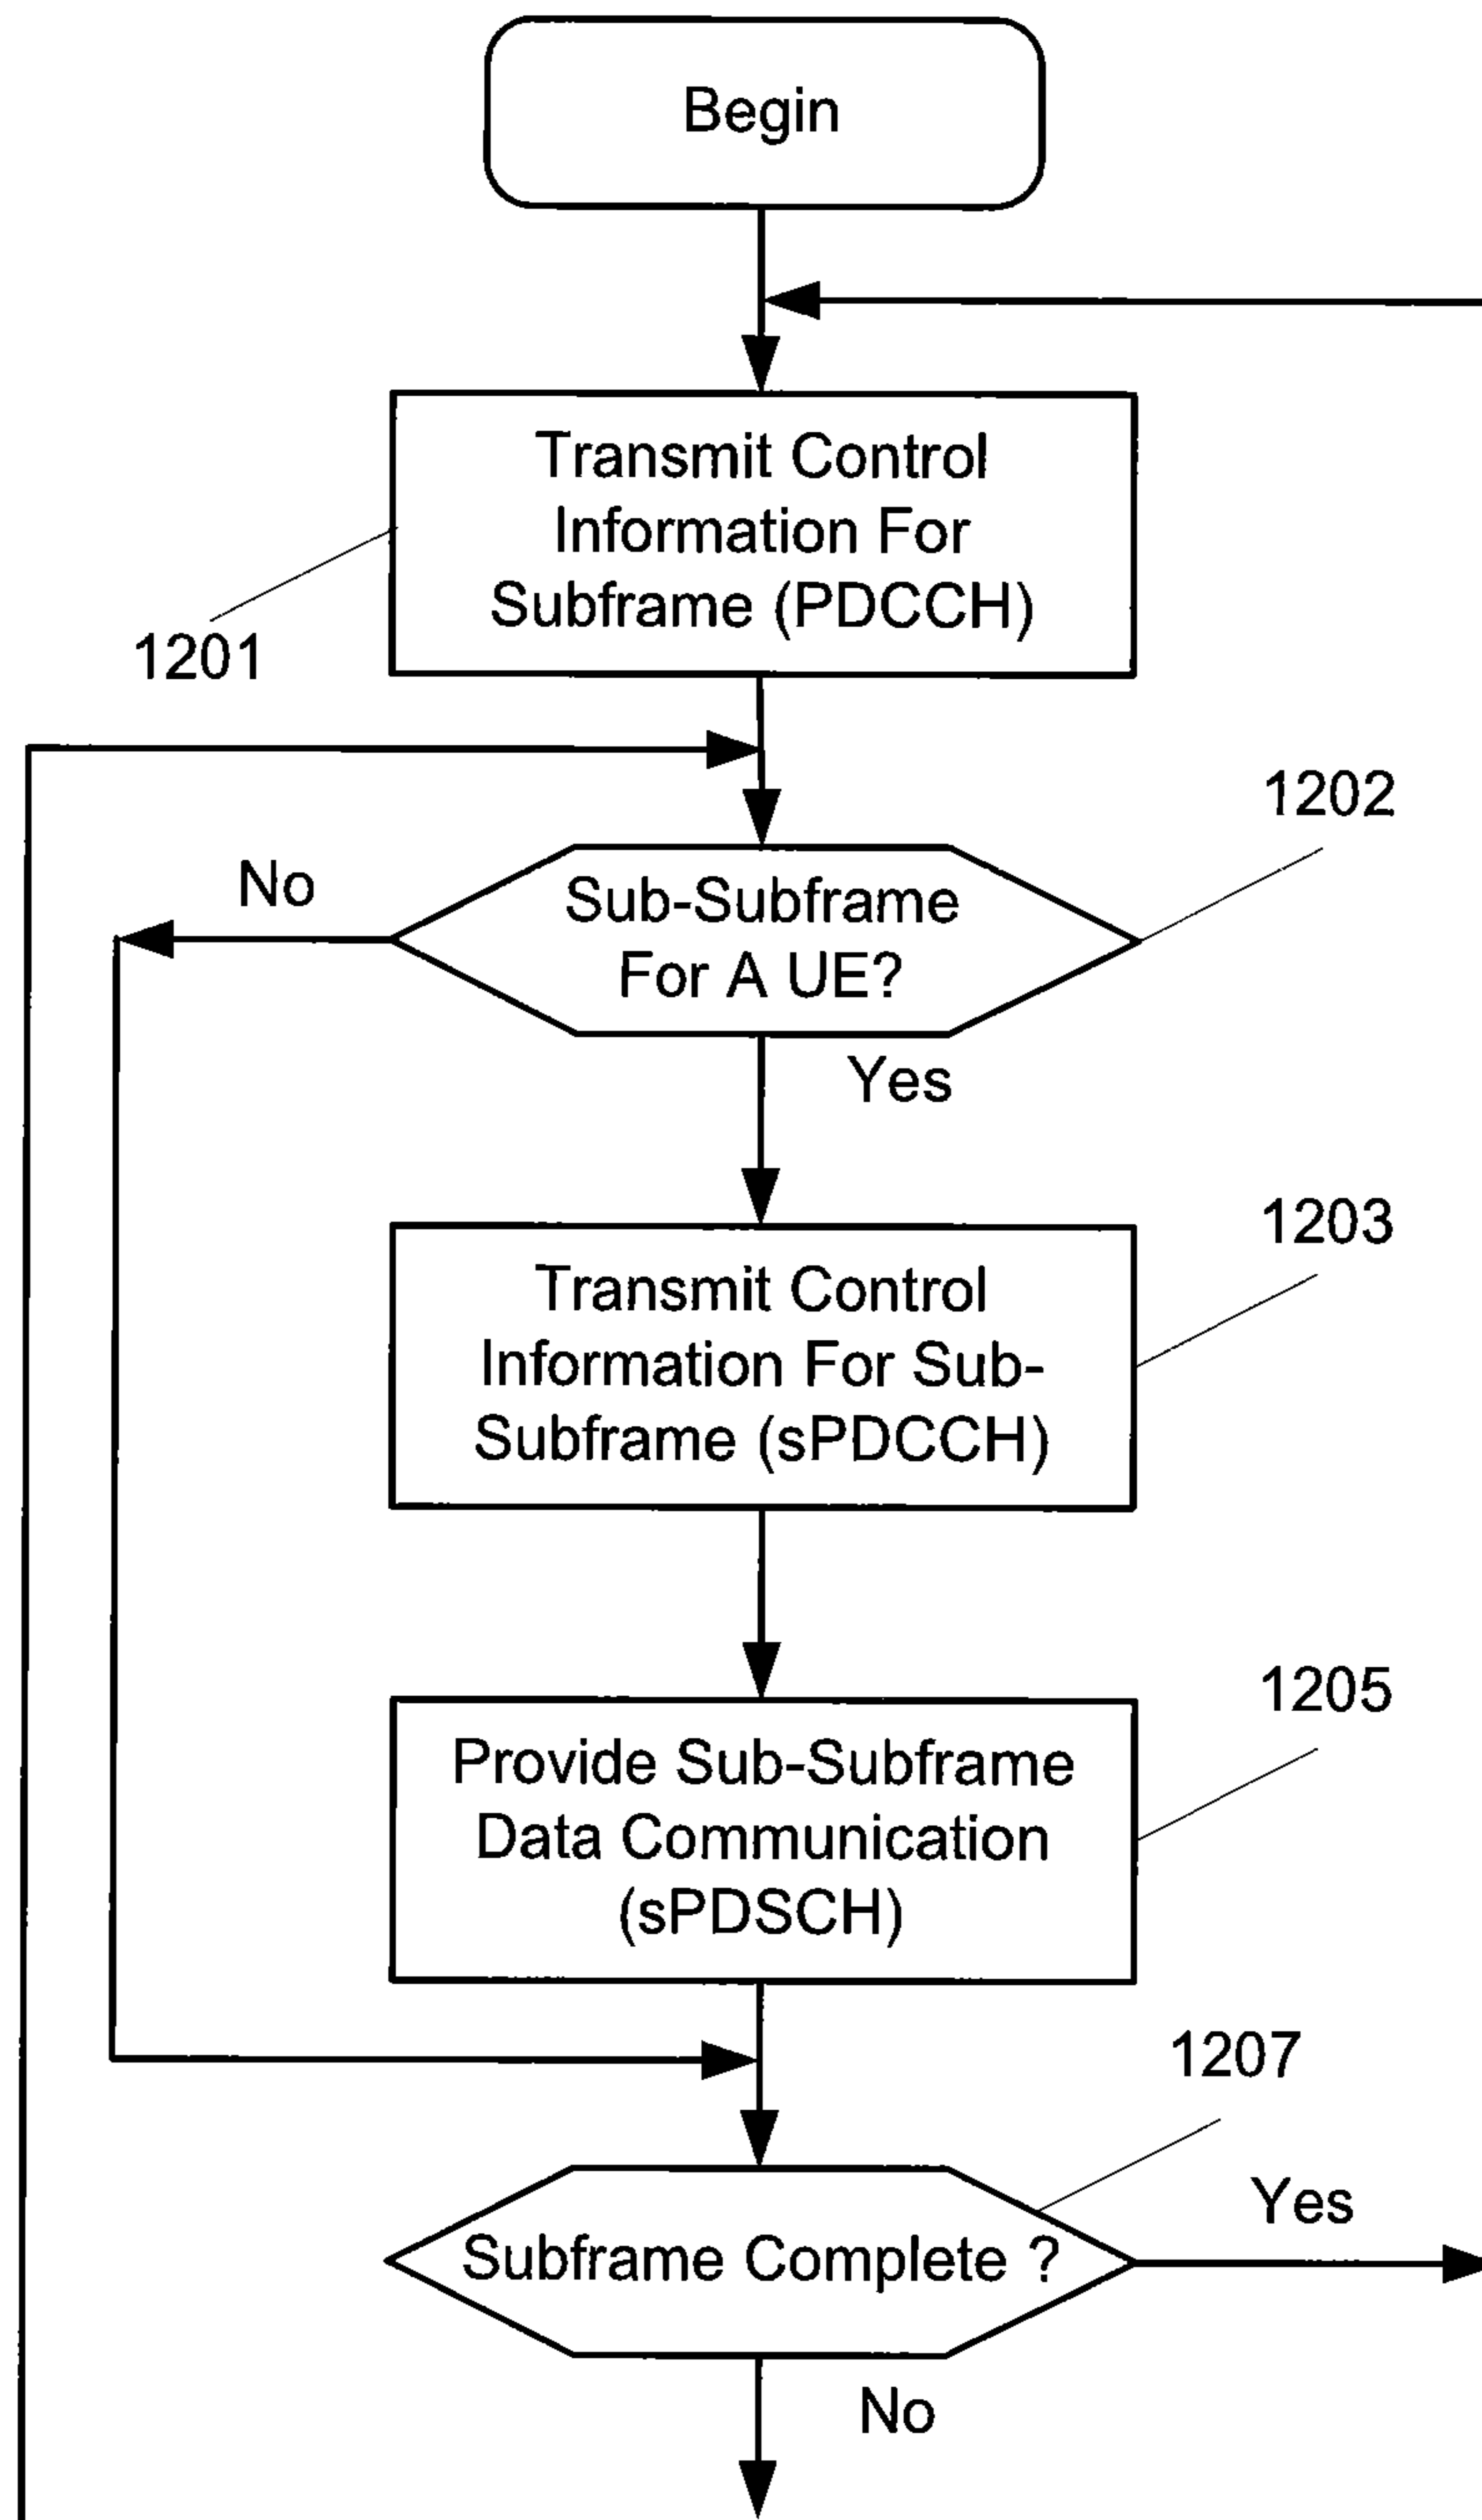 Begin
Transmit Control
Information For
Subframe (PDCCH)
1201
1202
No
Sub-Subframe
For A UE?
Yes
1203
Transmit Control
Information For Sub-
Subframe (sPDCCH)
1205
Provide Sub-Subframe
Data Communication
(sPDSCH)
1207
Yes
Subframe Complete ?
No